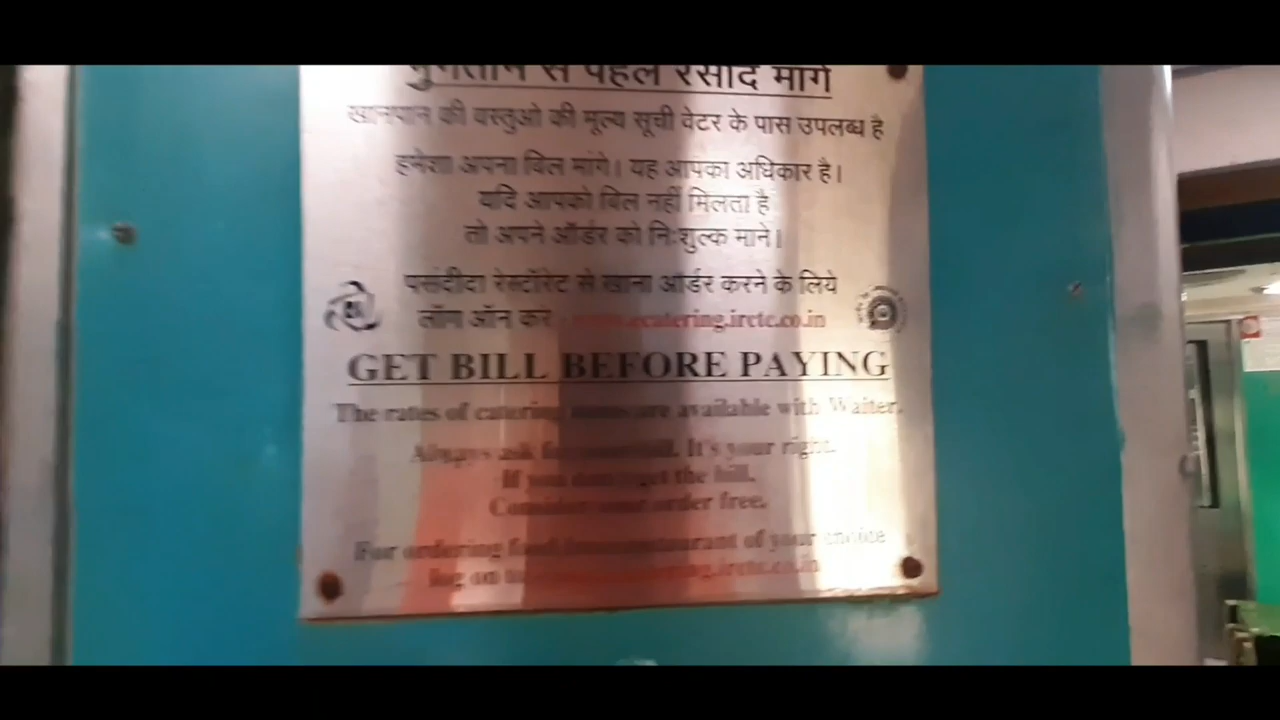 भुगतान से पहले रसीद मांगें
खानपान की वस्तुओ की मूल्य सूची वेटर के पास उपलब्ध है
हमेशा अपना बिल मांगे। यह आपका अधिकार है।
यदि आपको बिल नहीं मिलता है
तो अपने ऑर्डर को निःशुल्क माने।
पसंदीदा रेस्टॉरेंट से खाना ऑर्डर करने के लिये
लॉग ऑन करें www.ecatering.irctc.co.in
GET BILL BEFORE PAYING
The rates of catering items are available with Waiter.
Always ask for your bill. It's your right.
If you don't get the bill.
Consider your order free.
For ordering food from restaurant of your choice
log on to www.ecatering.irctc.co.in